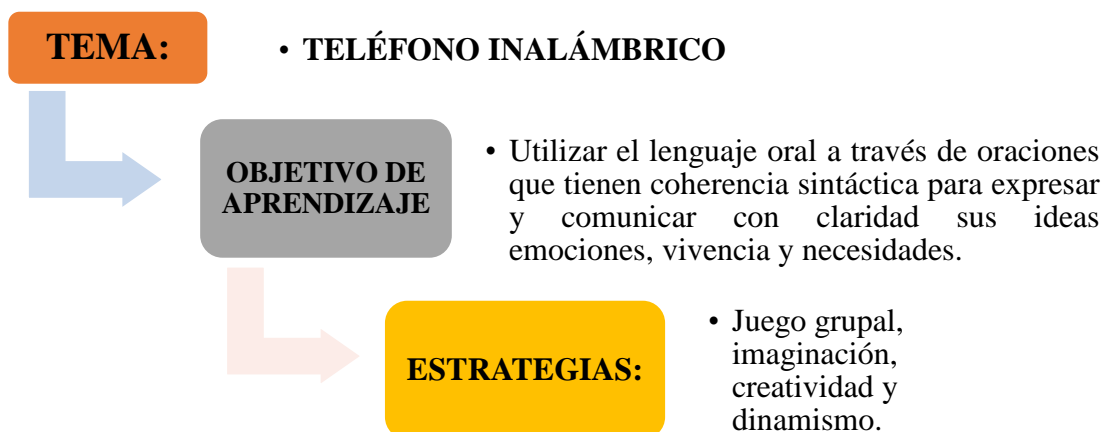 TEMA:
• TELÉFONO INALÁMBRICO
OBJETIVO DE
APRENDIZAJE
• Utilizar el lenguaje oral a través de oraciones
que tienen coherencia sintáctica para expresar
y comunicar con claridad sus ideas
emociones, vivencia y necesidades.
ESTRATEGIAS:
• Juego grupal,
imaginación,
creatividad y
dinamismo.